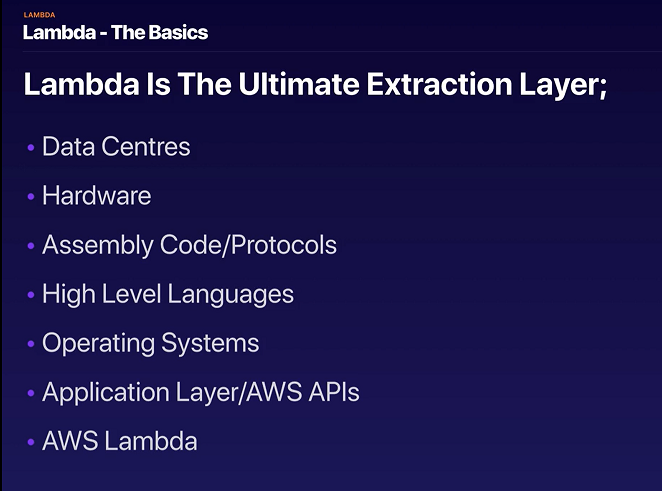 LAMBDA
Lambda - The Basics
Lambda Is The Ultimate Extraction Layer;
• Data Centres
• Hardware
• Assembly Code/Protocols
• High Level Languages
• Operating Systems
• Application Layer/AWS APIs
• AWS Lambda